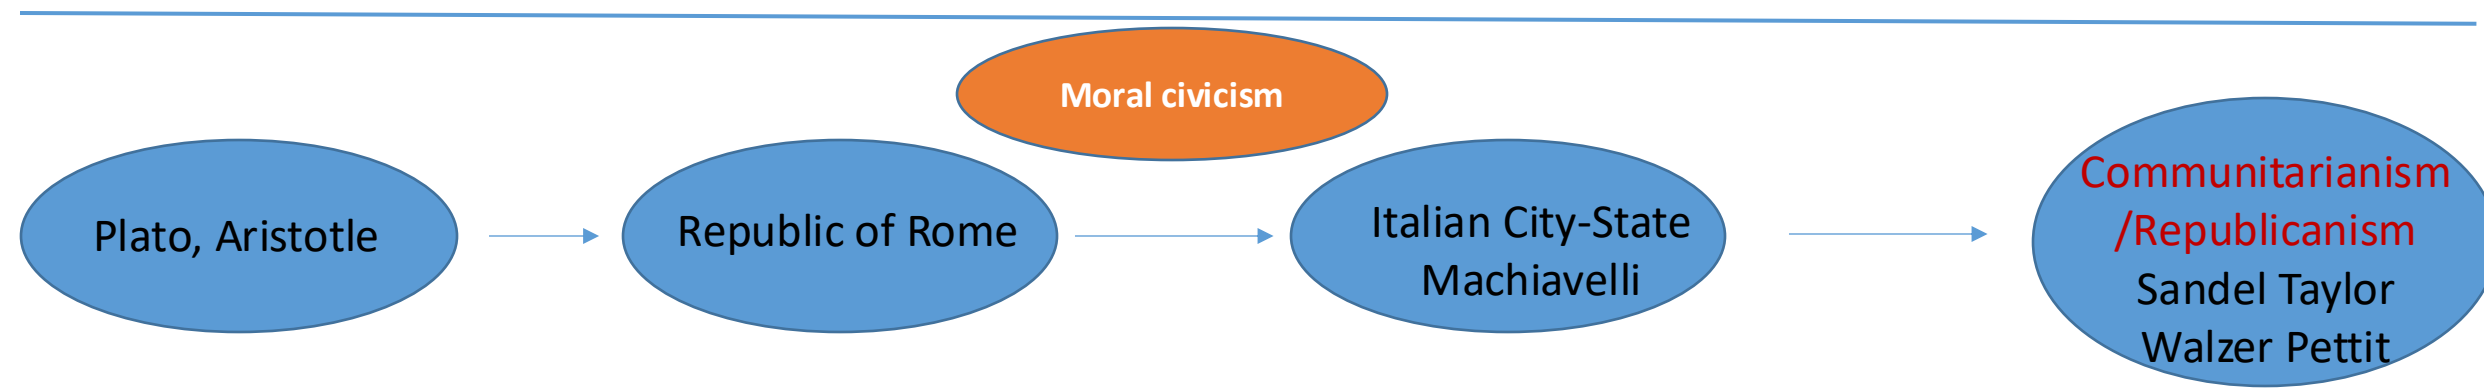 Moral civicism
Plato, Aristotle
Republic of Rome
Italian City-State
Machiavelli
Communitarianism
/Republicanism
Sandel Taylor
Walzer Pettit